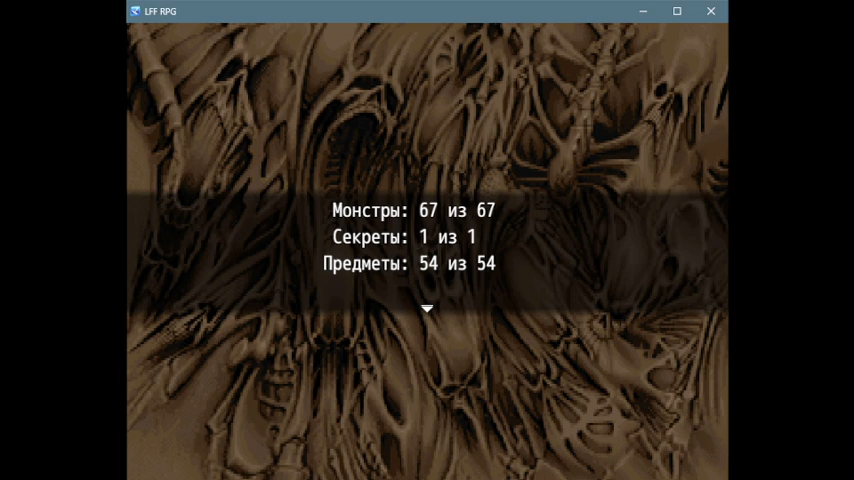 LFF RPG
Монстры: 67 из 67
Секреты: 1 из 1
Предметы: 54 из 54